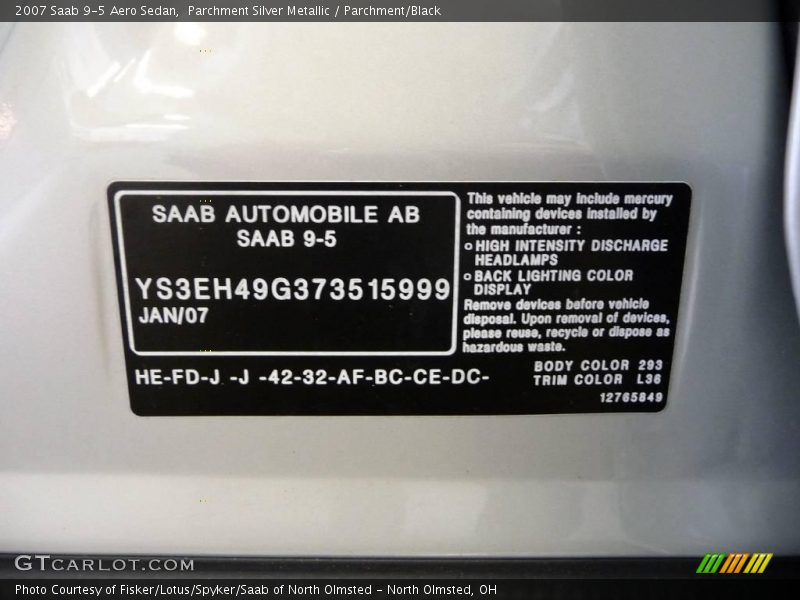 2007 Saab 9-5 Aero Sedan, Parchment Silver Metallic / Parchment/Black
SAAB AUTOMOBILE AB
SAAB 9-5
YS3EH49G373515999
JAN/07
HE-FD-J -J -42-32-AF-BC-CE-DC-
This vehicle may include mercury
containing devices installed by
the manufacturer :
o HIGH INTENSITY DISCHARGE
HEADLAMPS
o BACK LIGHTING COLOR
DISPLAY
Remove devices before vehicle
disposal. Upon removal of devices,
please reuse, recycle or dispose as
hazardous waste.
BODY COLOR 293
TRIM COLOR L36
12765849
GTCARLOT.COM
Photo Courtesy of Fisker/Lotus/Spyker/Saab of North Olmsted - North Olmsted, OH